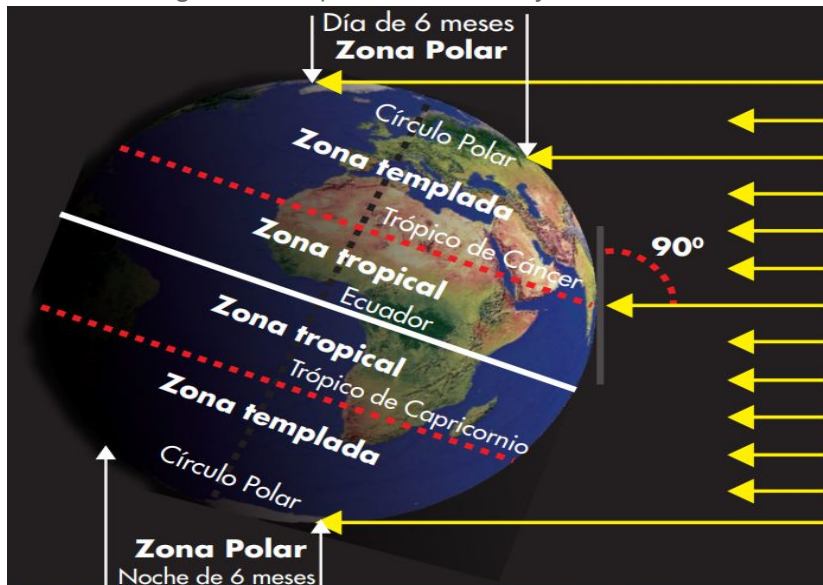 Día de 6 meses
Zona Polar
Círculo Polar
Zona templada
Trópico de Cáncer
90º
Zona tropical
Ecuador
Zona tropical
Trópico de Capricornio
Zona templada
Círculo Polar
Zona Polar
Noche de 6 meses